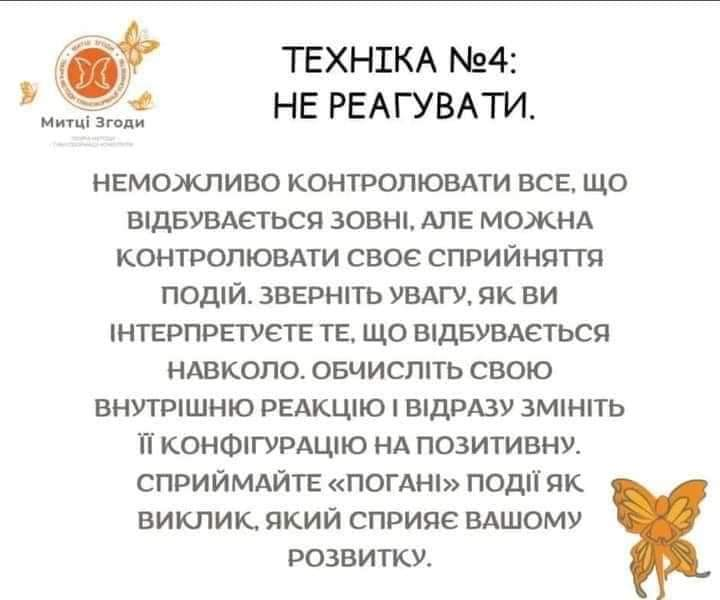 ТЕХНІКА №4:
НЕ РЕАГУВАТИ.
Митці Згоди
НЕМОЖЛИВО КОНТРОЛЮВАТИ ВСЕ, ЩО
ВІДБУВАЄТЬСЯ ЗОВНІ, АЛЕ МОЖНА
КОНТРОЛЮВАТИ СВОЄ СПРИЙНЯТТЯ
ПОДІЙ. ЗВЕРНІТЬ УВАГУ, ЯК ВИ
ІНТЕРПРЕТУЄТЕ ТЕ, ЩО ВІДБУВАЄТЬСЯ
НАВКОЛО. ОБЧИСЛІТЬ СВОЮ
ВНУТРІШНЮ РЕАКЦІЮ І ВІДРАЗУ ЗМІНІТЬ
ЇЇ КОНФІГУРАЦІЮ НА ПОЗИТИВНУ.
СПРИЙМАЙТЕ «ПОГАНІ» ПОДІЇ ЯК
ВИКЛИК, ЯКИЙ СПРИЯЄ ВАШОМУ
РОЗВИТКУ.